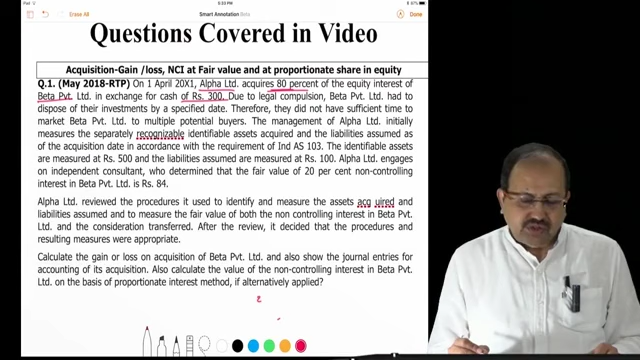 iPad
5:53 PM
Erase All
Smart Annotation Beta
Done
Questions Covered in Video
Acquisition-Gain /loss, NCI at Fair value and at proportionate share in equity
Q.1. (May 2018-RTP) On 1 April 20X1, Alpha Ltd. acquires 80 percent of the equity interest of
Beta Pvt. Ltd. in exchange for cash of Rs. 300. Due to legal compulsion, Beta Pvt. Ltd. had to
dispose of their investments by a specified date. Therefore, they did not have sufficient time to
market Beta Pvt. Ltd. to multiple potential buyers. The management of Alpha Ltd. initially
measures the separately recognizable identifiable assets acquired and the liabilities assumed as
of the acquisition date in accordance with the requirement of Ind AS 103. The identifiable assets
are measured at Rs. 500 and the liabilities assumed are measured at Rs. 100. Alpha Ltd. engages
on independent consultant, who determined that the fair value of 20 per cent non-controlling
interest in Beta Pvt. Ltd. is Rs. 84.
Alpha Ltd. reviewed the procedures it used to identify and measure the assets acq uired and
liabilities assumed and to measure the fair value of both the non controlling interest in Beta Pvt.
Ltd. and the consideration transferred. After the review, it decided that the procedures and
resulting measures were appropriate.
Calculate the gain or loss on acquisition of Beta Pvt. Ltd. and also show the journal entries for
accounting of its acquisition. Also calculate the value of the non-controlling interest in Beta Pvt.
Ltd. on the basis of proportionate interest method, if alternatively applied?